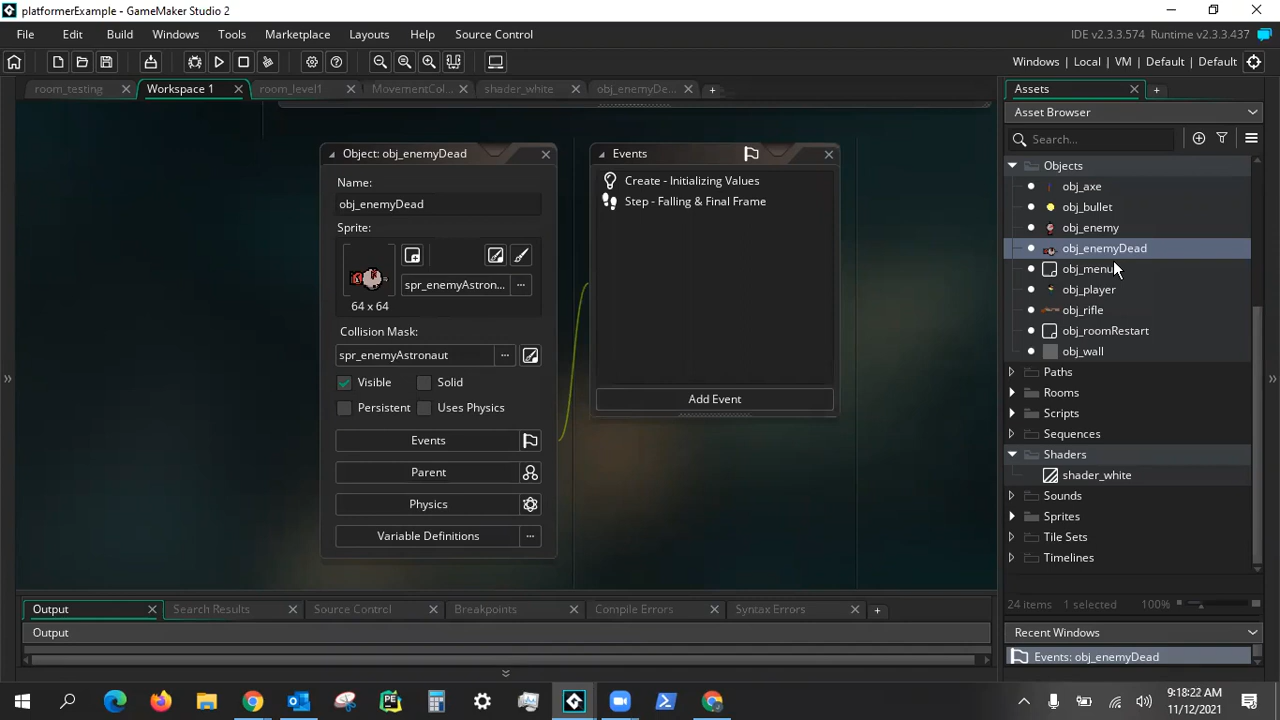 platformerExample - GameMaker Studio 2
File Edit Build Windows Tools Help Marketplace Layouts Source Control
IDE v2.3.3.574 Runtime v2.3.3.437
Windows | Local | VM | Default | Default
room_testing Workspace 1 room_level1 MovementCol... shader_white obj_enemyDe...
Object: obj_enemyDead
Name:
obj_enemyDead
Sprite:
spr_enemyAstron...
64 x 64
Collision Mask:
spr_enemyAstronaut
Visible Solid
Persistent Uses Physics
Events
Parent
Physics
Variable Definitions
Events
Create - Initializing Values
Step - Falling & Final Frame
Add Event
Assets
Asset Browser
Search...
Objects
obj_axe
obj_bullet
obj_enemy
obj_enemyDead
obj_menu
obj_player
obj_rifle
obj_roomRestart
obj_wall
Paths
Rooms
Scripts
Sequences
Shaders
shader_white
Sounds
Sprites
Tile Sets
Timelines
24 items 1 selected 100%
Recent Windows
Events: obj_enemyDead
Output Search Results Source Control Breakpoints Compile Errors Syntax Errors
Output
9:18:22 AM
11/12/2021